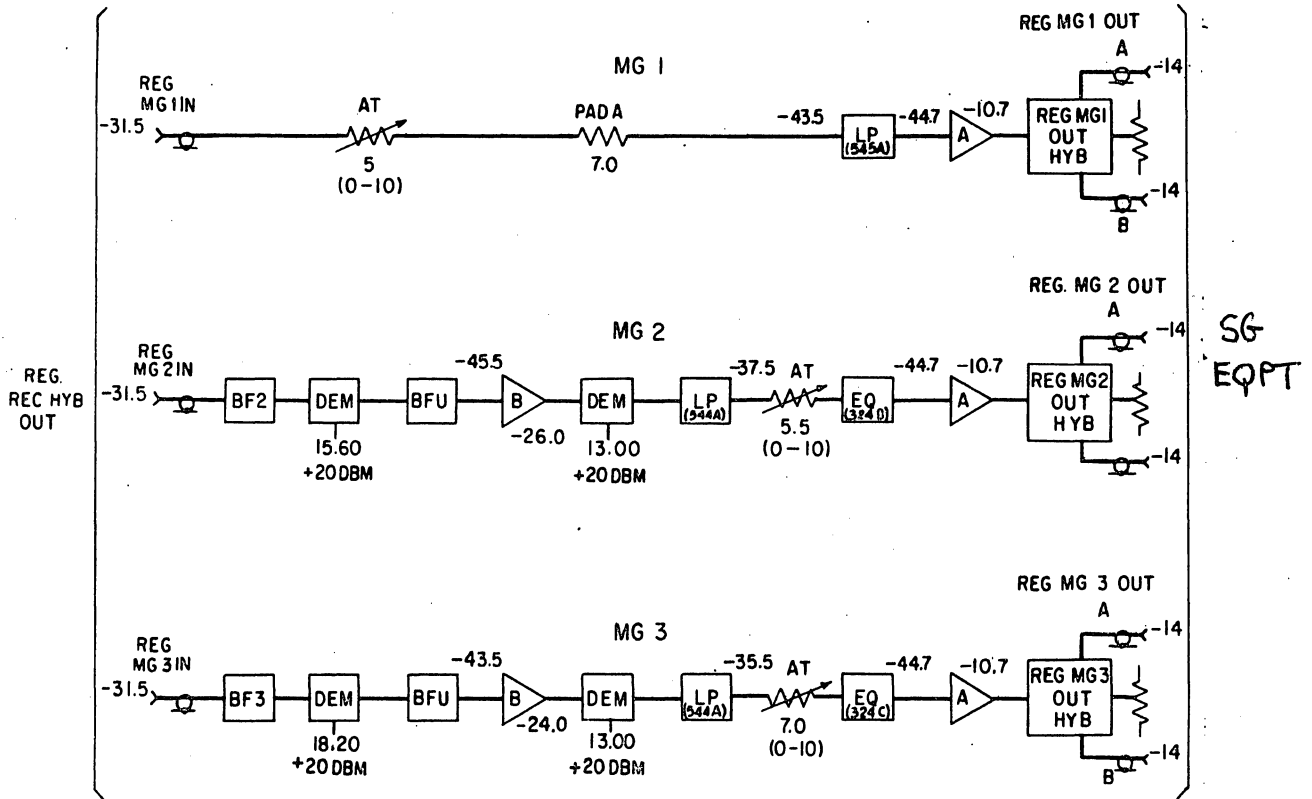 REG MG 1 OUT
A
-14
MG 1
REG
MG 1 IN
-31.5
AT
5
(0-10)
PAD A
7.0
-43.5
LP
(545A)
-44.7
A
-10.7
REG MG1
OUT
HYB
-14
B
REG. MG 2 OUT
A
-14
MG 2
REG.
REC HYB
OUT
REG
MG 2 IN
-31.5
BF2
DEM
15.60
+20 DBM
BFU
-45.5
B
-26.0
DEM
13.00
+20 DBM
LP
(544A)
-37.5
AT
5.5
(0-10)
EQ
-44.7
A
-10.7
REG MG2
OUT
HYB
-14
SG
EQPT
REG MG 3 OUT
A
-14
MG 3
REG
MG 3 IN
-31.5
BF3
DEM
18.20
+20 DBM
BFU
-43.5
B
-24.0
DEM
13.00
+20 DBM
LP
(544A)
-35.5
AT
7.0
(0-10)
EQ
(324C)
-44.7
A
-10.7
REG MG3
OUT
HYB
-14
B